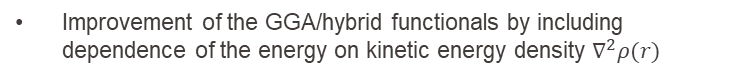 • Improvement of the GGA/hybrid functionals by including
dependence of the energy on kinetic energy density ∇²𝜌(𝑟)